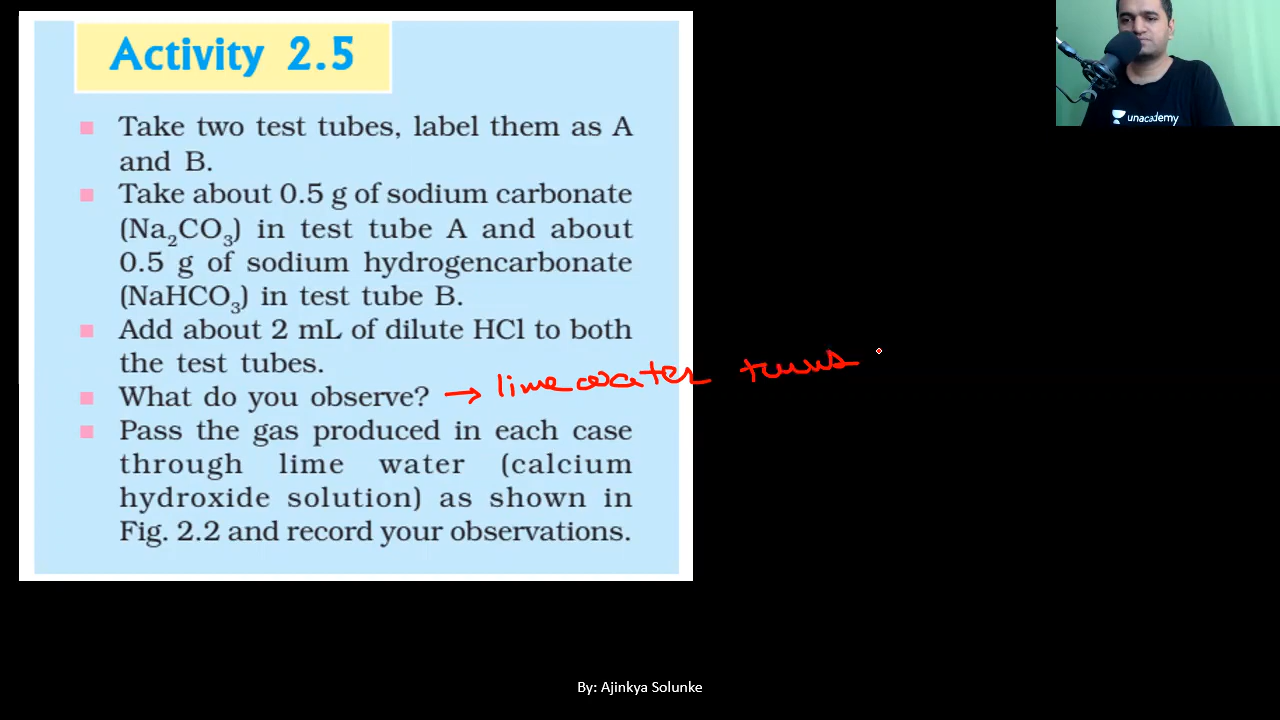 Activity 2.5
unacademy
Take two test tubes, label them as A
and B.
Take about 0.5 g of sodium carbonate
(Na₂CO₃) in test tube A and about
0.5 g of sodium hydrogencarbonate
(NaHCO₃) in test tube B.
Add about 2 mL of dilute HCl to both
the test tubes.
What do you observe? → limewater turns
Pass the gas produced in each case
through lime water (calcium
hydroxide solution) as shown in
Fig. 2.2 and record your observations.
By: Ajinkya Solunke